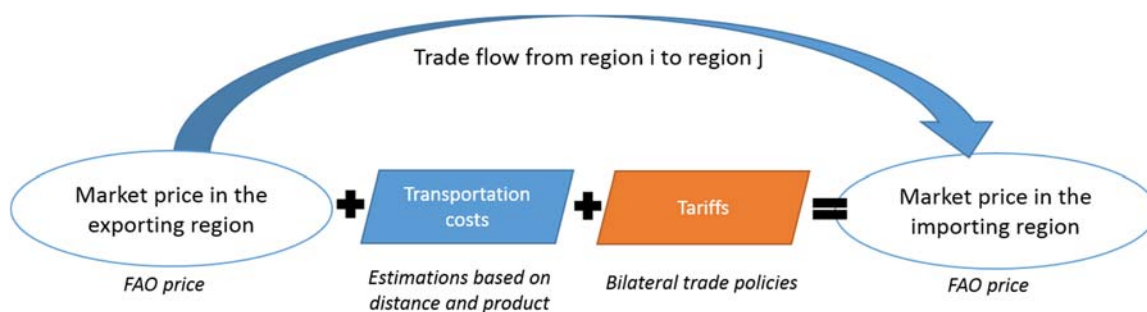 Trade flow from region i to region j
Market price in the
exporting region
Transportation
costs
Tariffs
Market price in the
importing region
FAO price
Estimations based on
distance and product
Bilateral trade policies
FAO price